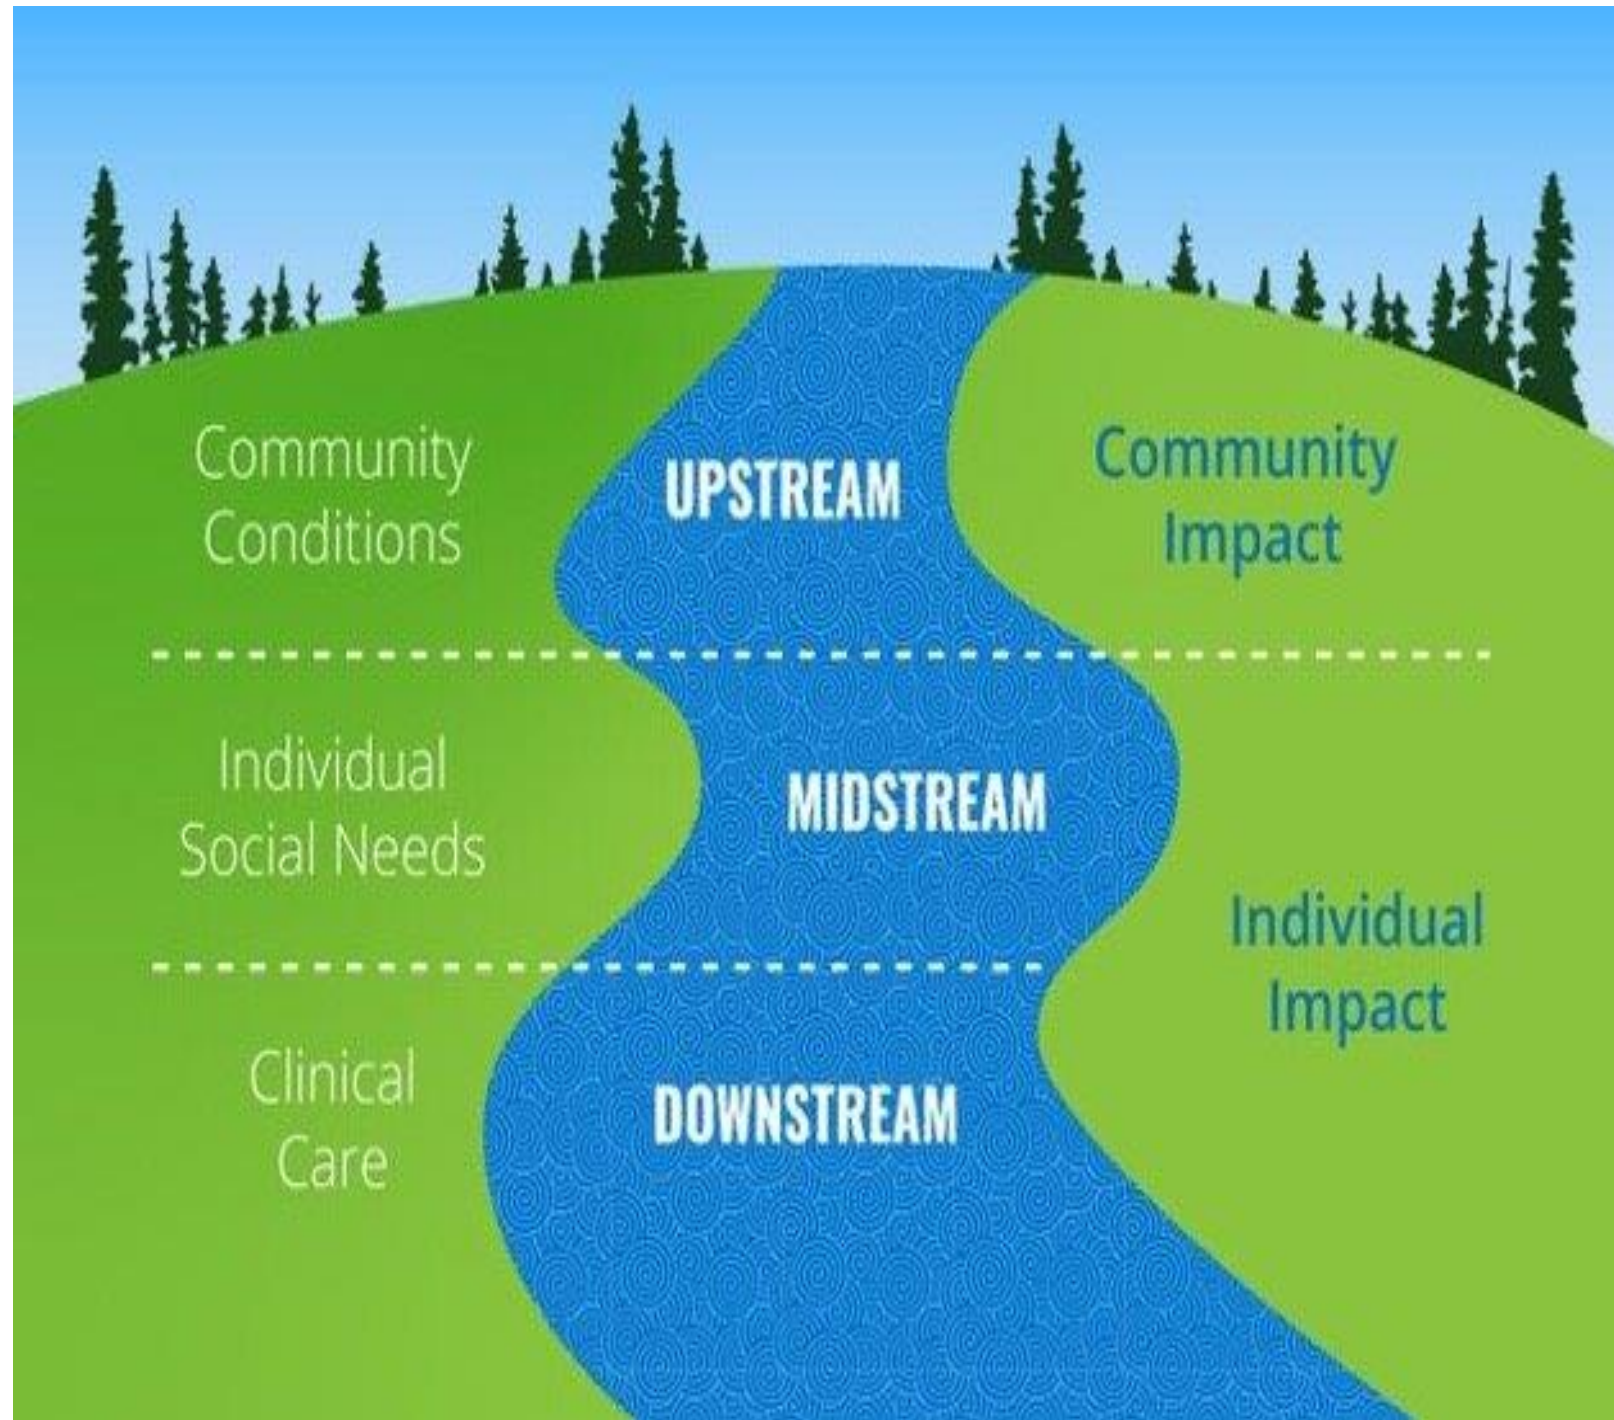 Community
Conditions
UPSTREAM
Community
Impact
Individual
Social Needs
MIDSTREAM
Individual
Impact
Clinical
Care
DOWNSTREAM